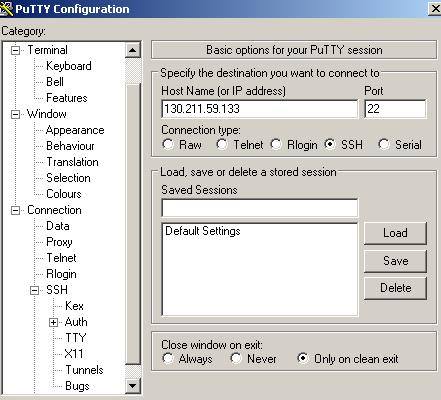 PuTTY Configuration
Category:
Terminal
Keyboard
Bell
Features
Window
Appearance
Behaviour
Translation
Selection
Colours
Connection
Data
Proxy
Telnet
Rlogin
SSH
Kex
Auth
TTY
X11
Tunnels
Bugs
Basic options for your PuTTY session
Specify the destination you want to connect to
Host Name (or IP address) Port
130.211.59.133 22
Connection type:
Raw Telnet Rlogin SSH Serial
Load, save or delete a stored session
Saved Sessions
Default Settings
Load
Save
Delete
Close window on exit:
Always Never Only on clean exit